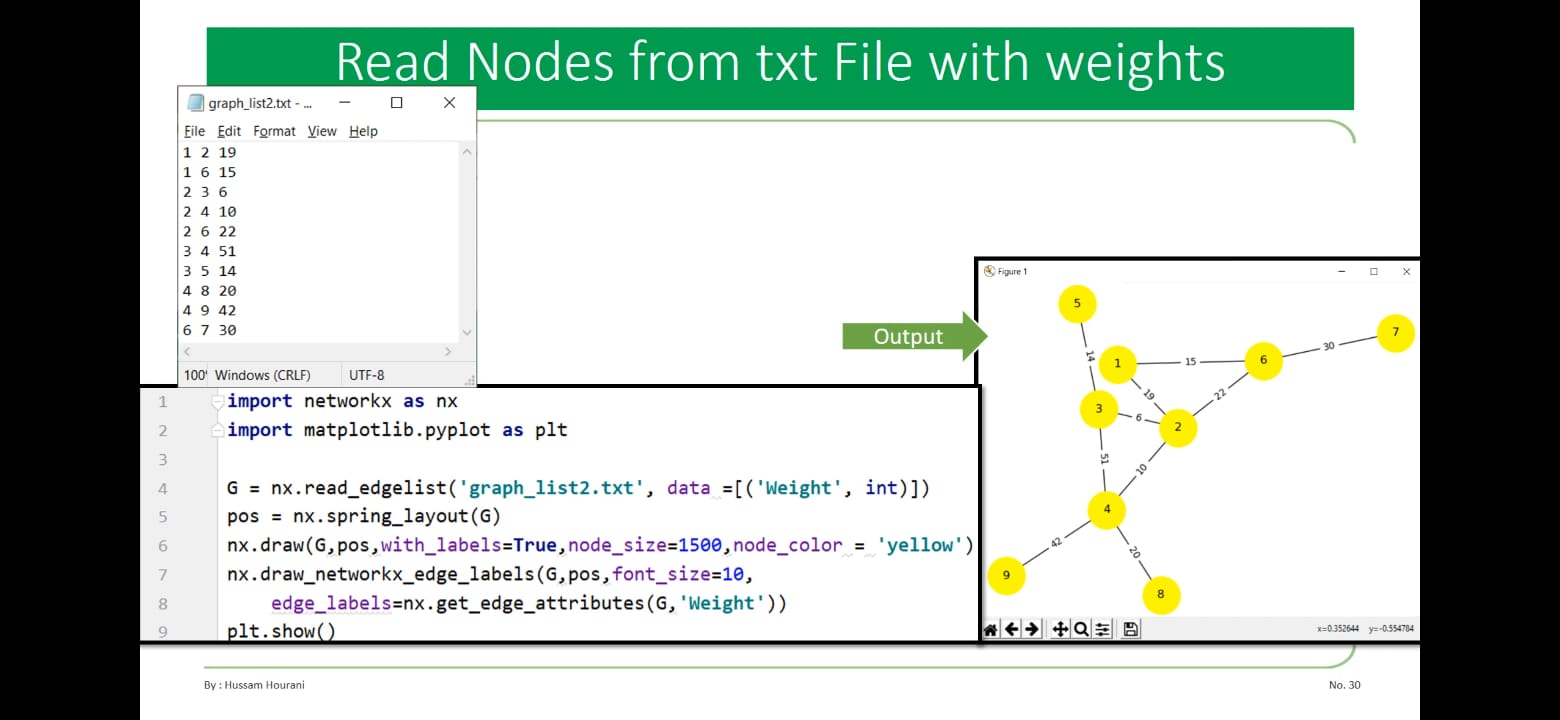 Read Nodes from txt File with weights
graph_list2.txt - ...
File Edit Format View Help
1 2 19
1 6 15
2 3 6
2 4 10
2 6 22
3 4 51
3 5 14
4 8 20
4 9 42
6 7 30
100% Windows (CRLF) UTF-8
1 import networkx as nx
2 import matplotlib.pyplot as plt
3
4 G = nx.read_edgelist('graph_list2.txt', data =[('Weight', int)])
5 pos = nx.spring_layout(G)
6 nx.draw(G,pos,with_labels=True,node_size=1500,node_color = 'yellow')
7 nx.draw_networkx_edge_labels(G,pos,font_size=10,
8 edge_labels=nx.get_edge_attributes(G,'Weight'))
9 plt.show()
Output
Figure 1
5
7
30
14
1
15
6
19
22
3
6
2
51
10
4
42
20
9
8
x=0.352644 y=-0.554784
By : Hussam Hourani
No. 30